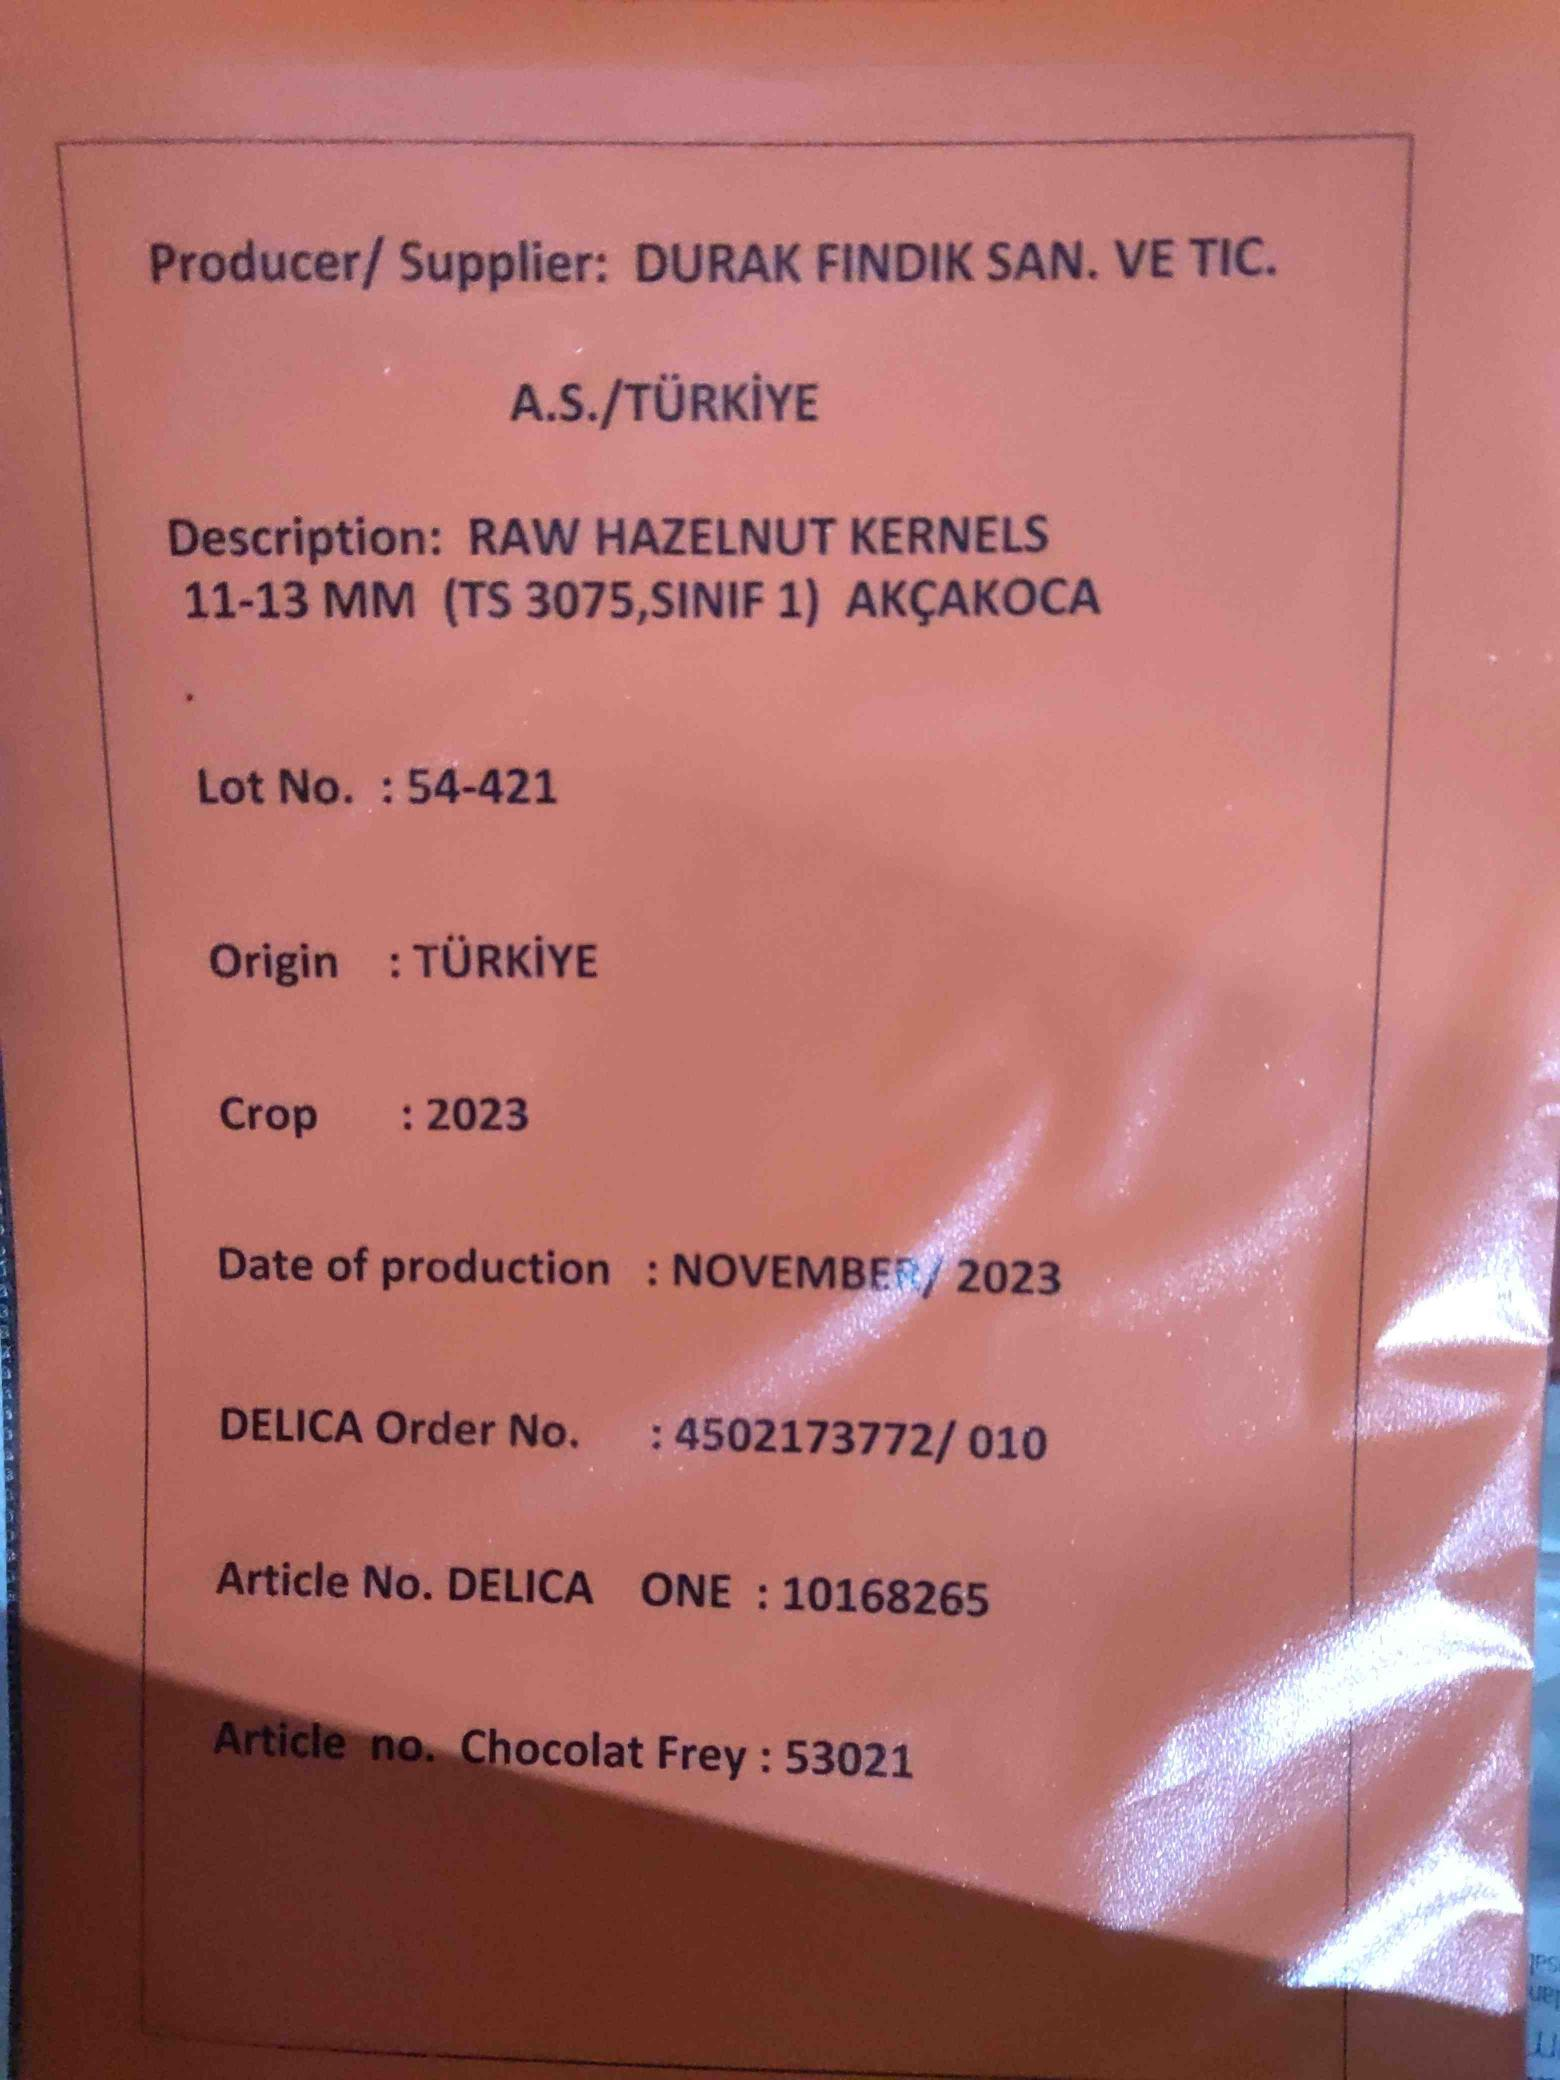 Producer/ Supplier: DURAK FINDIK SAN. VE TIC.
A.S./TÜRKİYE
Description: RAW HAZELNUT KERNELS
11-13 MM (TS 3075,SINIF 1) AKÇAKOCA
.
Lot No. : 54-421
Origin : TÜRKİYE
Crop : 2023
Date of production : NOVEMBER/ 2023
DELICA Order No. : 4502173772/ 010
Article No. DELICA ONE : 10168265
Article no. Chocolat Frey : 53021